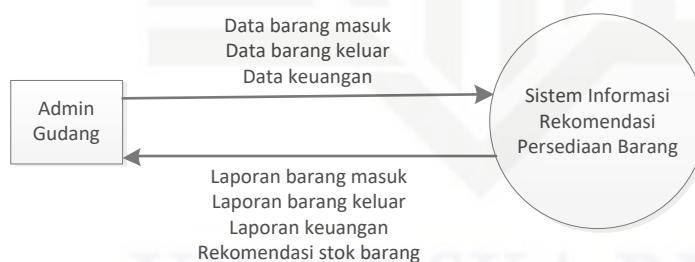 Data barang masuk
Data barang keluar
Data keuangan
Admin
Gudang
Sistem Informasi
Rekomendasi
Persediaan Barang
Laporan barang masuk
Laporan barang keluar
Laporan keuangan
Rekomendasi stok barang